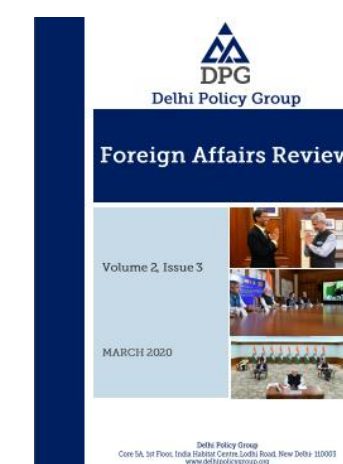 DPG
Delhi Policy Group
Foreign Affairs Review
Volume 2, Issue 3
MARCH 2020
Delhi Policy Group
Core 5A, 1st Floor, India Habitat Centre, Lodhi Road, New Delhi- 110003
www.delhipolicygroup.org